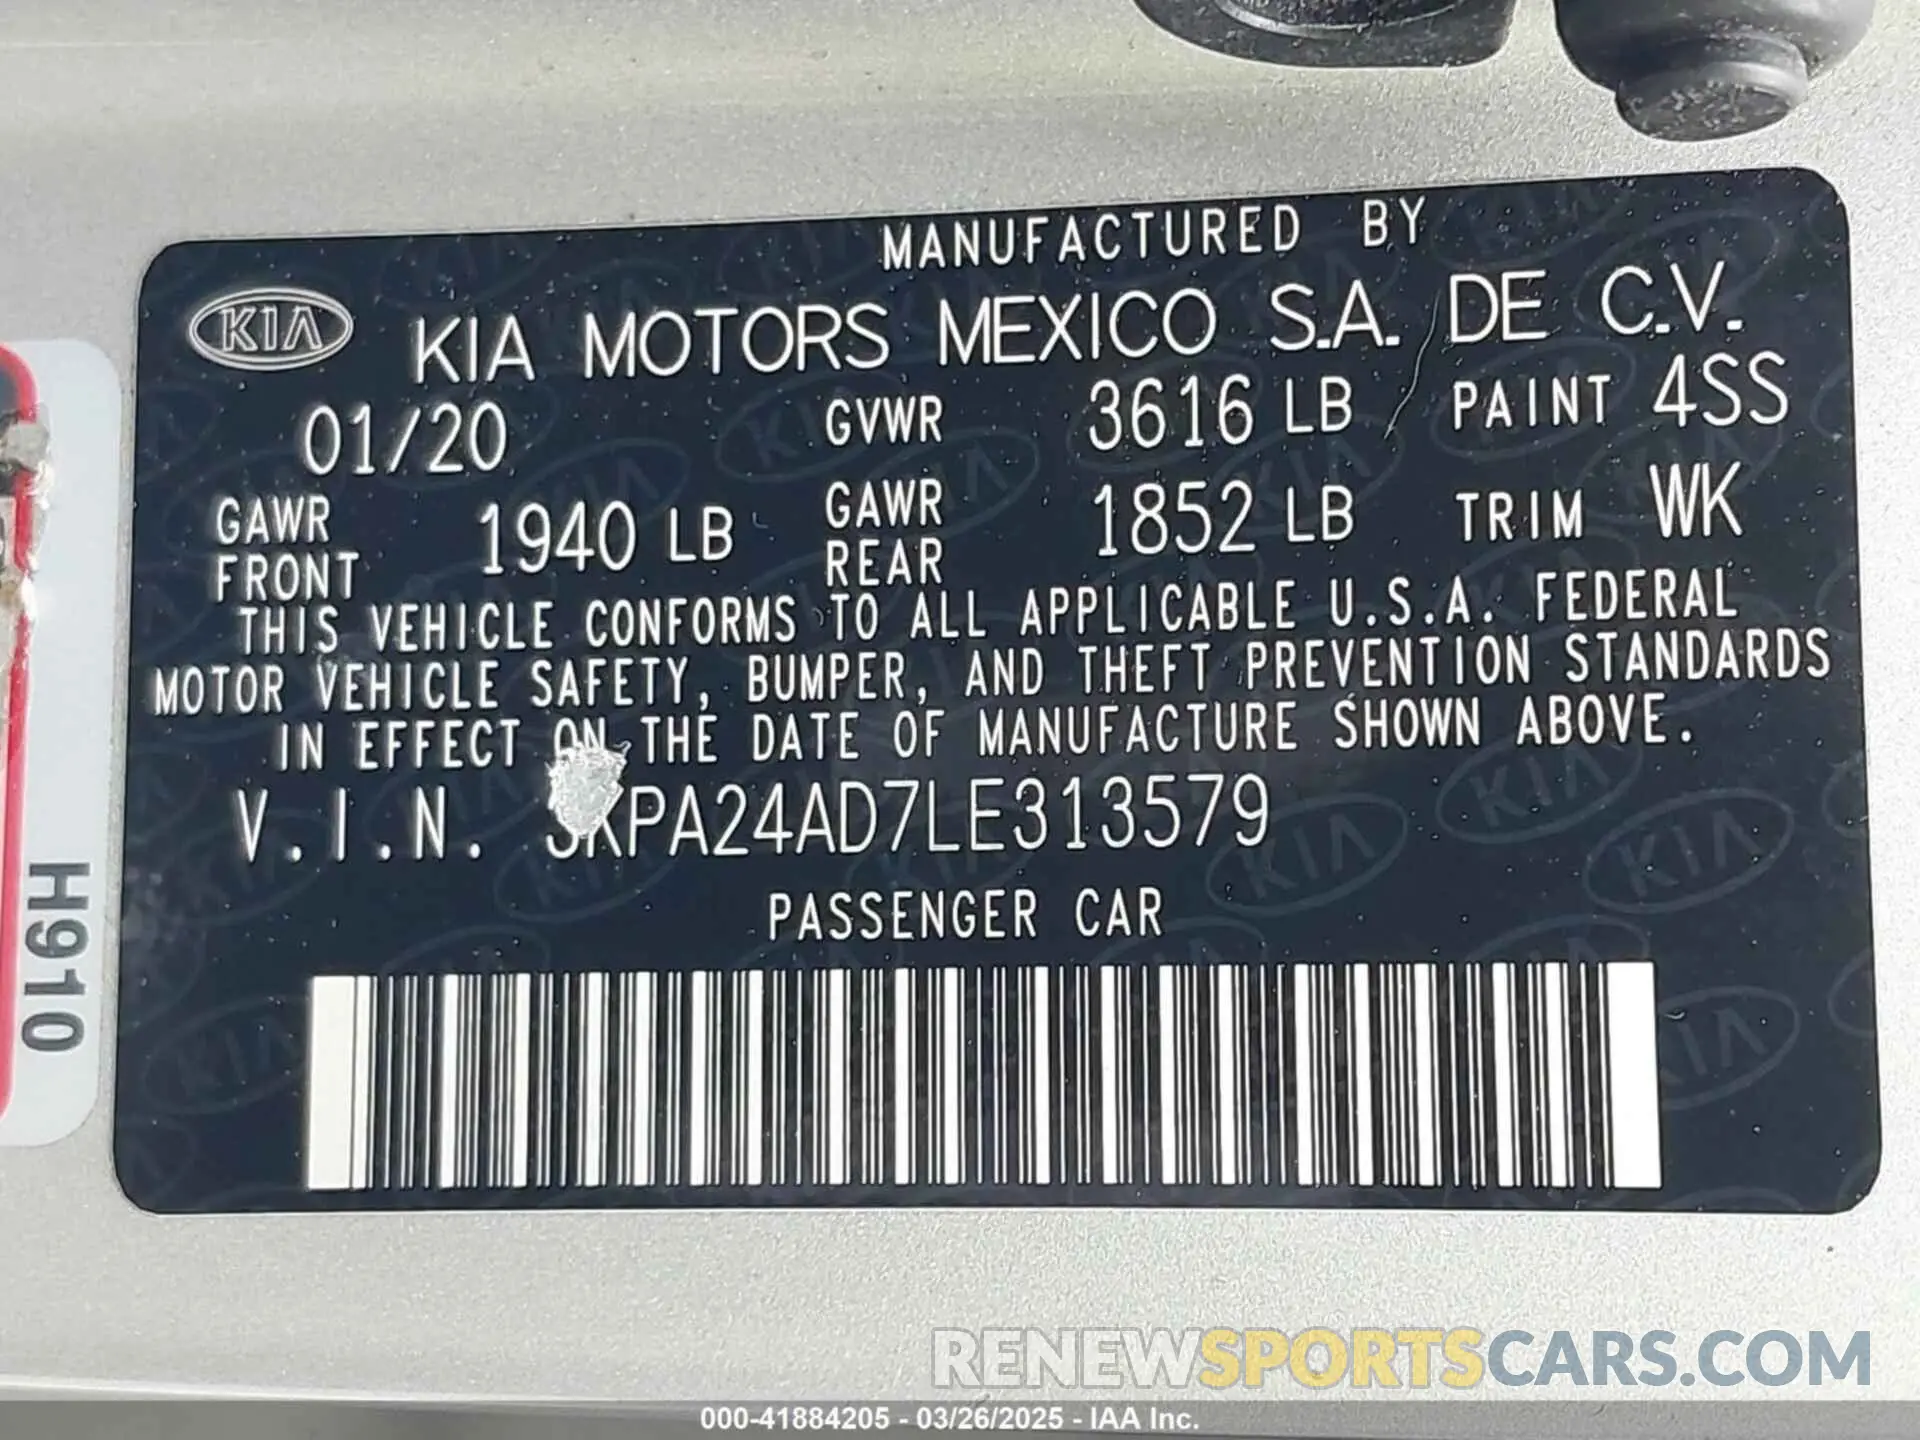 MANUFACTURED BY
KIA KIA MOTORS MEXICO S.A. DE C.V.
01/20 GVWR 3616 LB PAINT 4SS
GAWR FRONT 1940 LB GAWR REAR 1852 LB TRIM WK
THIS VEHICLE CONFORMS TO ALL APPLICABLE U.S.A. FEDERAL
MOTOR VEHICLE SAFETY, BUMPER, AND THEFT PREVENTION STANDARDS
IN EFFECT ON THE DATE OF MANUFACTURE SHOWN ABOVE.
V.I.N. 3KPA24AD7LE313579
PASSENGER CAR
H910
RENEWSPORTSCARS.COM
000-41884205 - 03/26/2025 - IAA Inc.